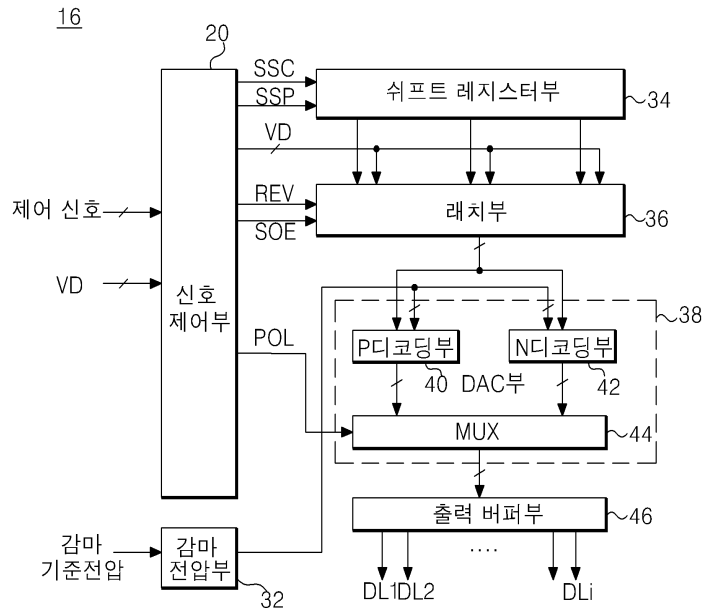 16
20
SSC
SSP
쉬프트 레지스터부
34
VD
제어 신호
REV
SOE
래치부
36
VD
신호
제어부
38
POL
P디코딩부
N디코딩부
40
DAC부
42
MUX
44
출력 버퍼부
46
감마
기준전압
감마
전압부
32
DL1 DL2
....
DLi